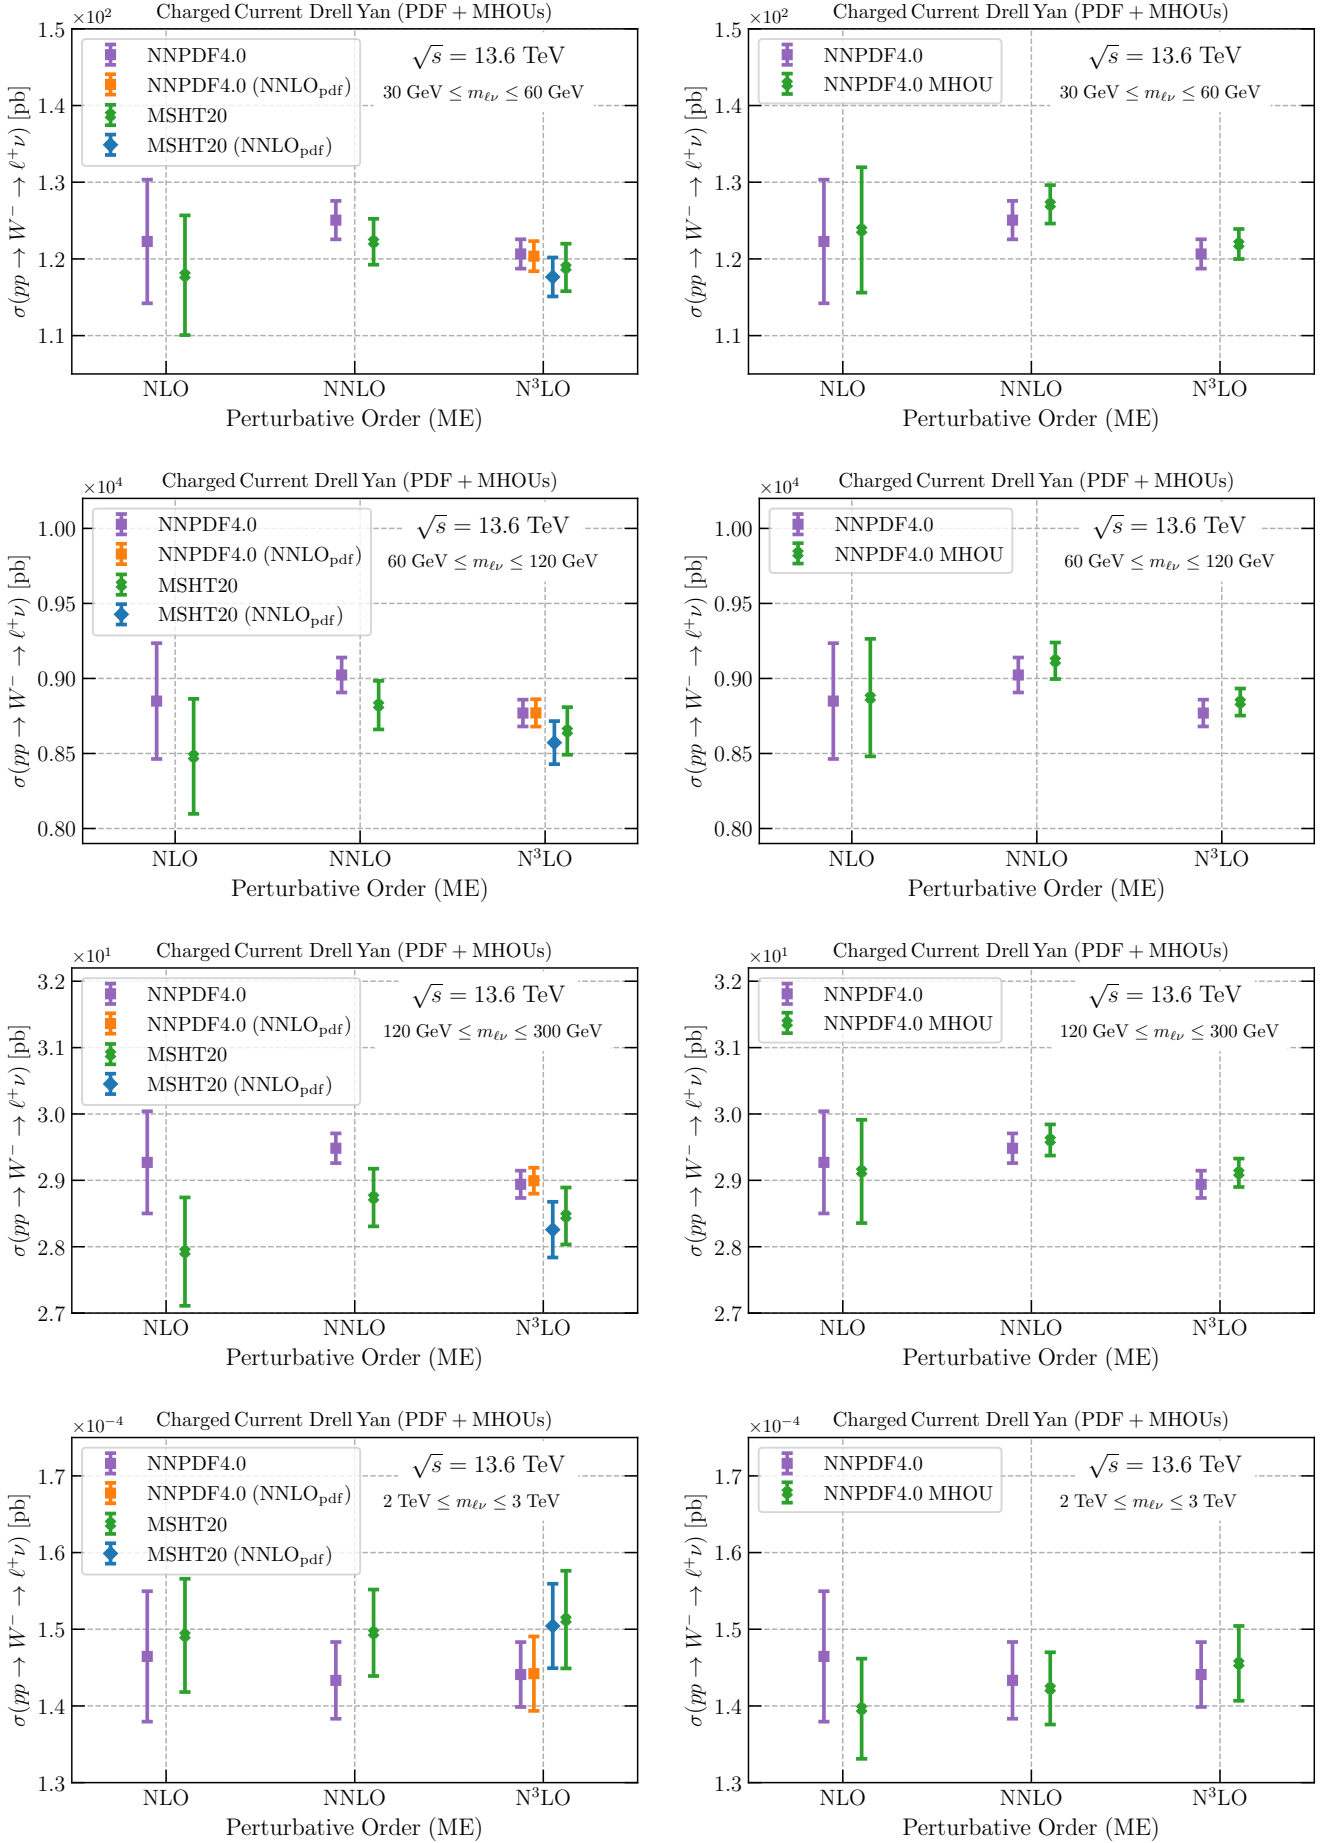 ×10²
Charged Current Drell Yan (PDF + MHOUs)
NNPDF4.0
NNPDF4.0 (NNLO_pdf)
MSHT20
MSHT20 (NNLO_pdf)
√s = 13.6 TeV
30 GeV ≤ m_ℓν ≤ 60 GeV
1.5
1.4
1.3
1.2
1.1
σ(pp → W⁻ → ℓ⁺ν) [pb]
NLO NNLO N³LO
Perturbative Order (ME)
×10²
Charged Current Drell Yan (PDF + MHOUs)
NNPDF4.0
NNPDF4.0 MHOU
√s = 13.6 TeV
30 GeV ≤ m_ℓν ≤ 60 GeV
1.5
1.4
1.3
1.2
1.1
σ(pp → W⁻ → ℓ⁺ν) [pb]
NLO NNLO N³LO
Perturbative Order (ME)
×10⁴
Charged Current Drell Yan (PDF + MHOUs)
NNPDF4.0
NNPDF4.0 (NNLO_pdf)
MSHT20
MSHT20 (NNLO_pdf)
√s = 13.6 TeV
60 GeV ≤ m_ℓν ≤ 120 GeV
1.00
0.95
0.90
0.85
0.80
σ(pp → W⁻ → ℓ⁺ν) [pb]
NLO NNLO N³LO
Perturbative Order (ME)
×10⁴
Charged Current Drell Yan (PDF + MHOUs)
NNPDF4.0
NNPDF4.0 MHOU
√s = 13.6 TeV
60 GeV ≤ m_ℓν ≤ 120 GeV
1.00
0.95
0.90
0.85
0.80
σ(pp → W⁻ → ℓ⁺ν) [pb]
NLO NNLO N³LO
Perturbative Order (ME)
×10¹
Charged Current Drell Yan (PDF + MHOUs)
NNPDF4.0
NNPDF4.0 (NNLO_pdf)
MSHT20
MSHT20 (NNLO_pdf)
√s = 13.6 TeV
120 GeV ≤ m_ℓν ≤ 300 GeV
3.2
3.1
3.0
2.9
2.8
2.7
σ(pp → W⁻ → ℓ⁺ν) [pb]
NLO NNLO N³LO
Perturbative Order (ME)
×10¹
Charged Current Drell Yan (PDF + MHOUs)
NNPDF4.0
NNPDF4.0 MHOU
√s = 13.6 TeV
120 GeV ≤ m_ℓν ≤ 300 GeV
3.2
3.1
3.0
2.9
2.8
2.7
σ(pp → W⁻ → ℓ⁺ν) [pb]
NLO NNLO N³LO
Perturbative Order (ME)
×10⁻⁴
Charged Current Drell Yan (PDF + MHOUs)
NNPDF4.0
NNPDF4.0 (NNLO_pdf)
MSHT20
MSHT20 (NNLO_pdf)
√s = 13.6 TeV
2 TeV ≤ m_ℓν ≤ 3 TeV
1.7
1.6
1.5
1.4
1.3
σ(pp → W⁻ → ℓ⁺ν) [pb]
NLO NNLO N³LO
Perturbative Order (ME)
×10⁻⁴
Charged Current Drell Yan (PDF + MHOUs)
NNPDF4.0
NNPDF4.0 MHOU
√s = 13.6 TeV
2 TeV ≤ m_ℓν ≤ 3 TeV
1.7
1.6
1.5
1.4
1.3
σ(pp → W⁻ → ℓ⁺ν) [pb]
NLO NNLO N³LO
Perturbative Order (ME)